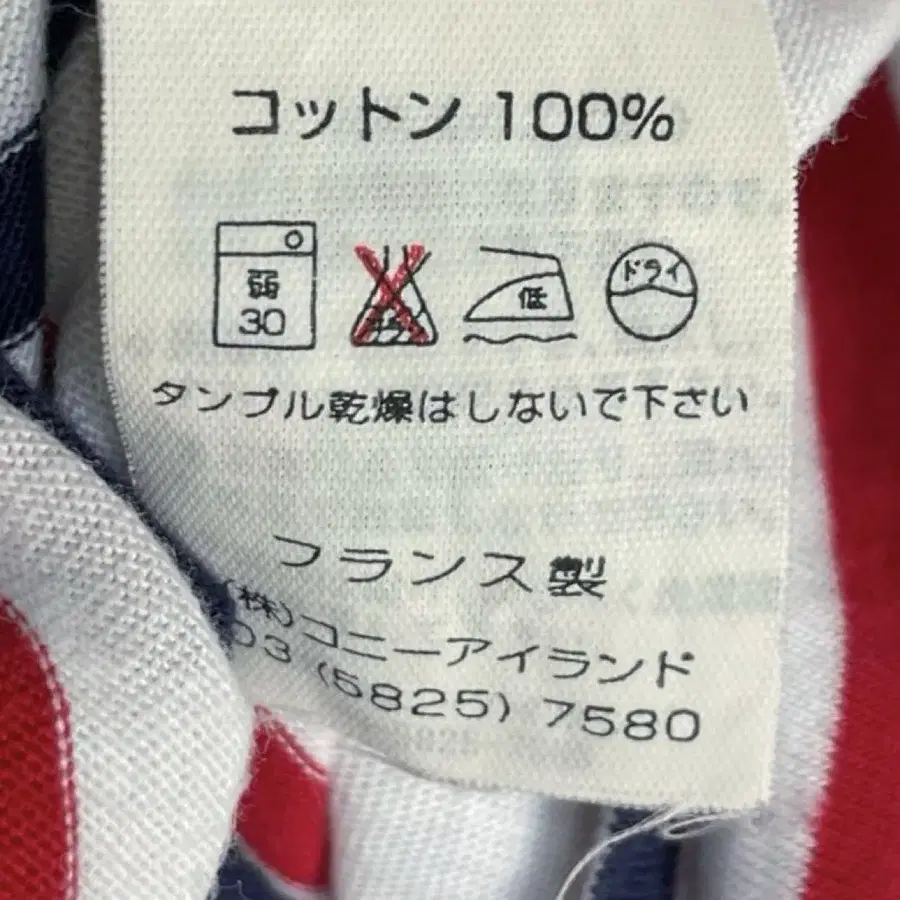 コットン 100%
弱
30
低
ドライ
タンブル乾燥はしないで下さい
フランス製
(株)コニーアイランド
03 (5825) 7580